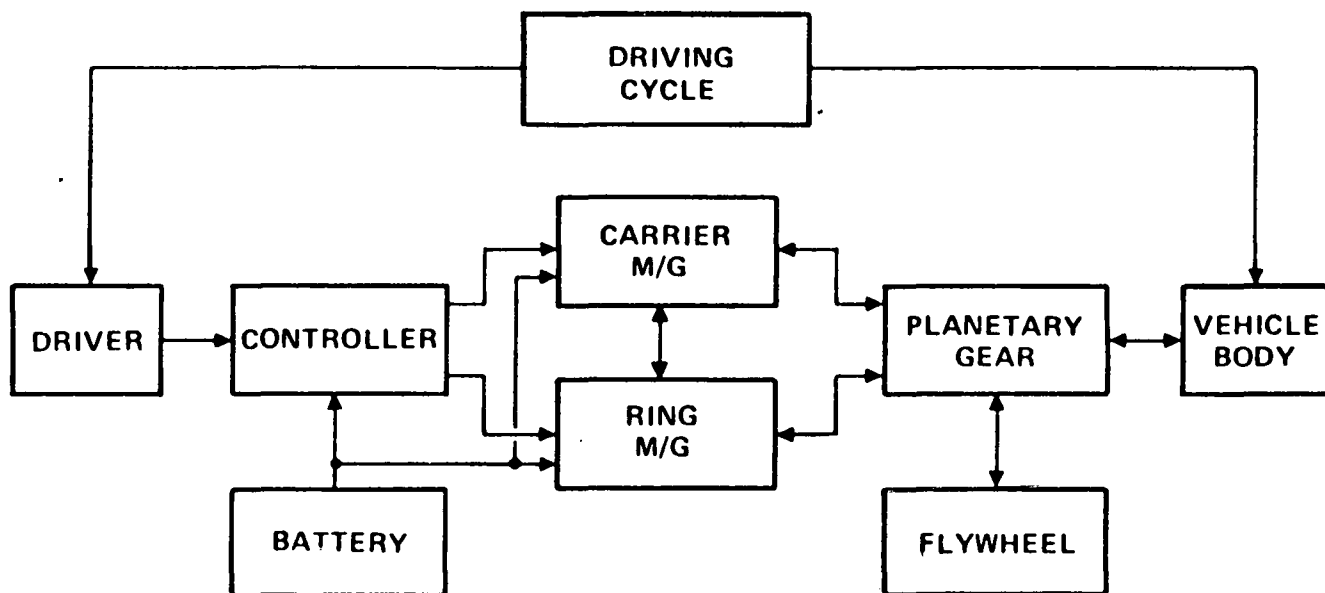 DRIVING
CYCLE
CARRIER
M/G
DRIVER
CONTROLLER
PLANETARY
GEAR
VEHICLE
BODY
RING
M/G
BATTERY
FLYWHEEL